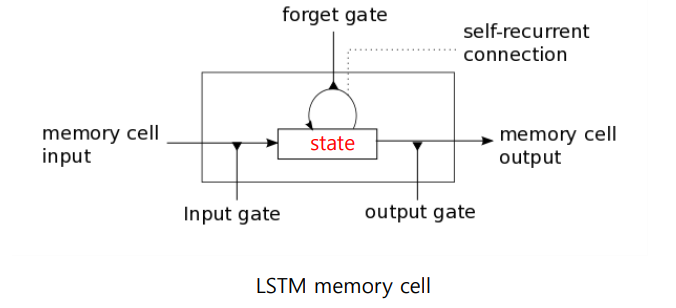 forget gate
self-recurrent
connection
memory cell
input
state
memory cell
output
Input gate
output gate
LSTM memory cell